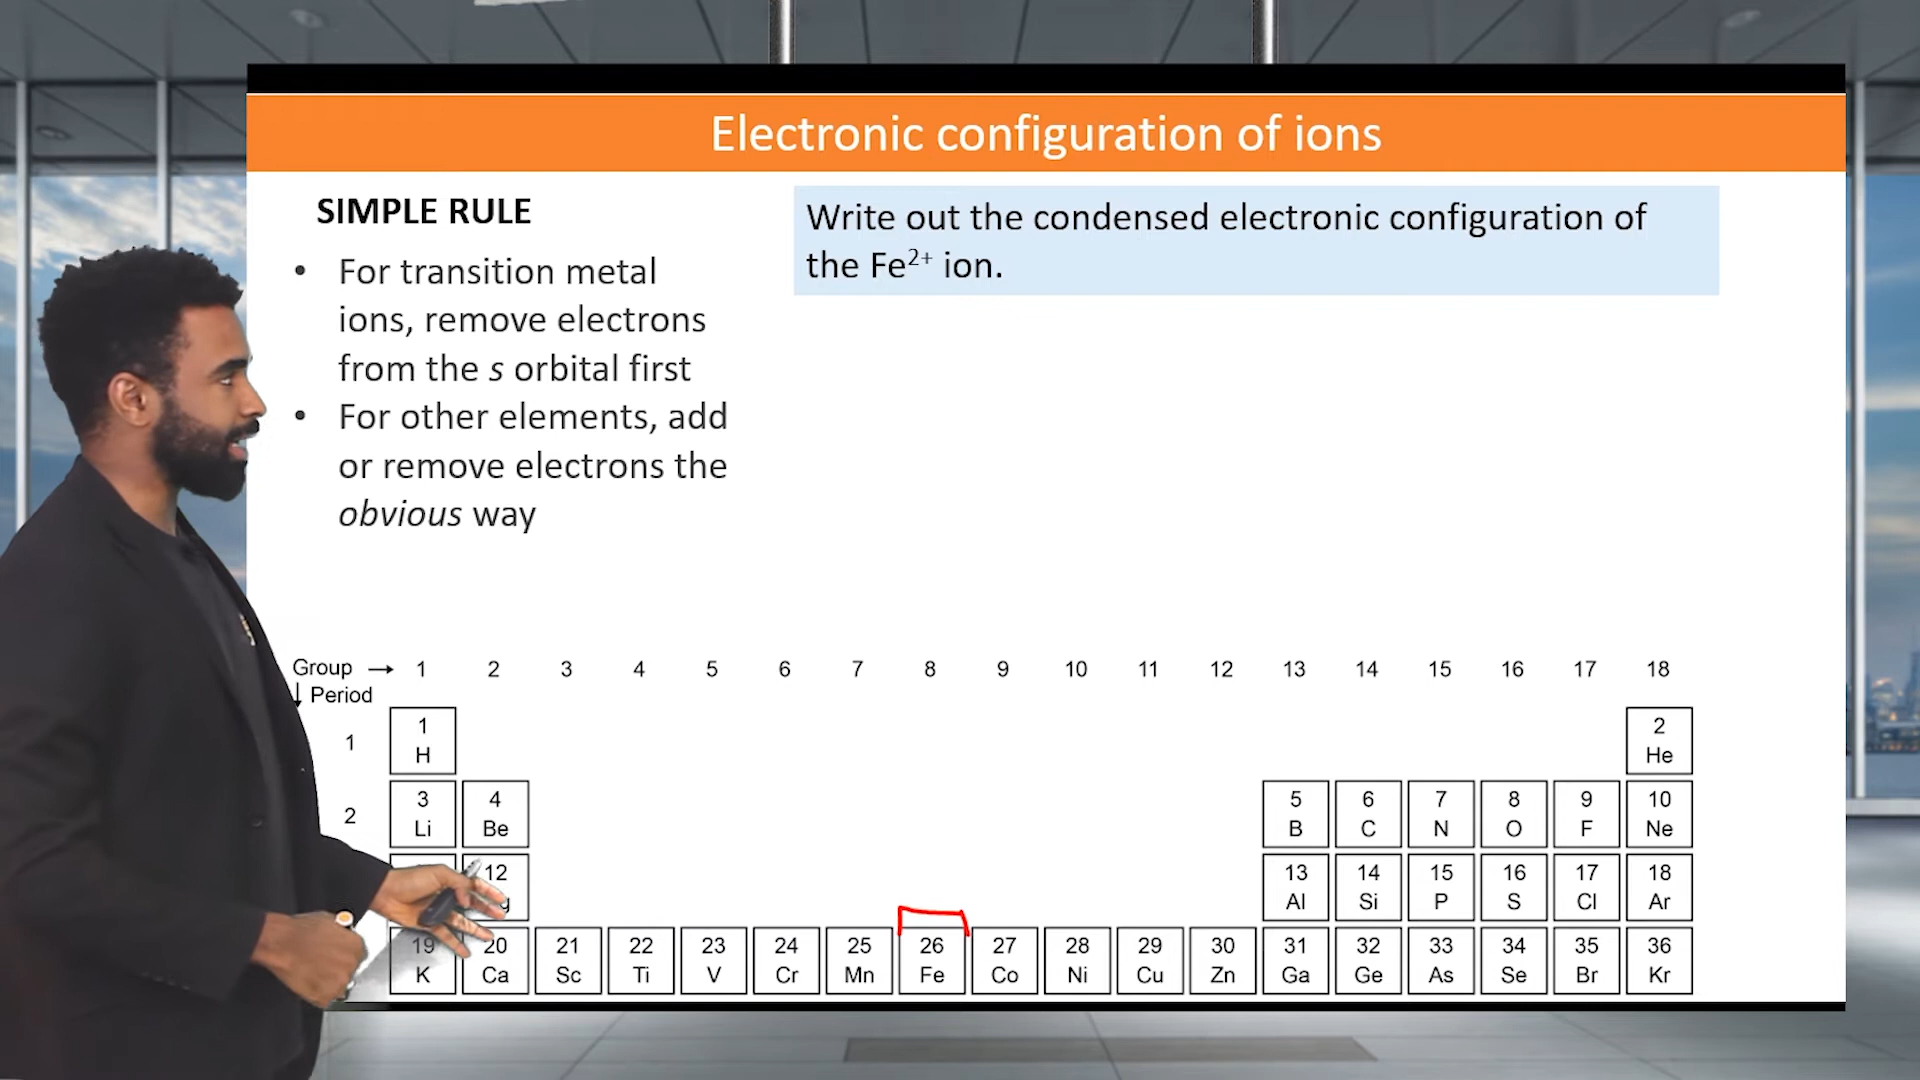 Electronic configuration of ions
SIMPLE RULE
• For transition metal
ions, remove electrons
from the s orbital first
• For other elements, add
or remove electrons the
obvious way
Write out the condensed electronic configuration of
the Fe²⁺ ion.
Group → 1 2 3 4 5 6 7 8 9 10 11 12 13 14 15 16 17 18
↓ Period
1 2
1 H He
3 4 5 6 7 8 9 10
2 Li Be B C N O F Ne
12 13 14 15 16 17 18
Al Si P S Cl Ar
19 20 21 22 23 24 25 26 27 28 29 30 31 32 33 34 35 36
K Ca Sc Ti V Cr Mn Fe Co Ni Cu Zn Ga Ge As Se Br Kr